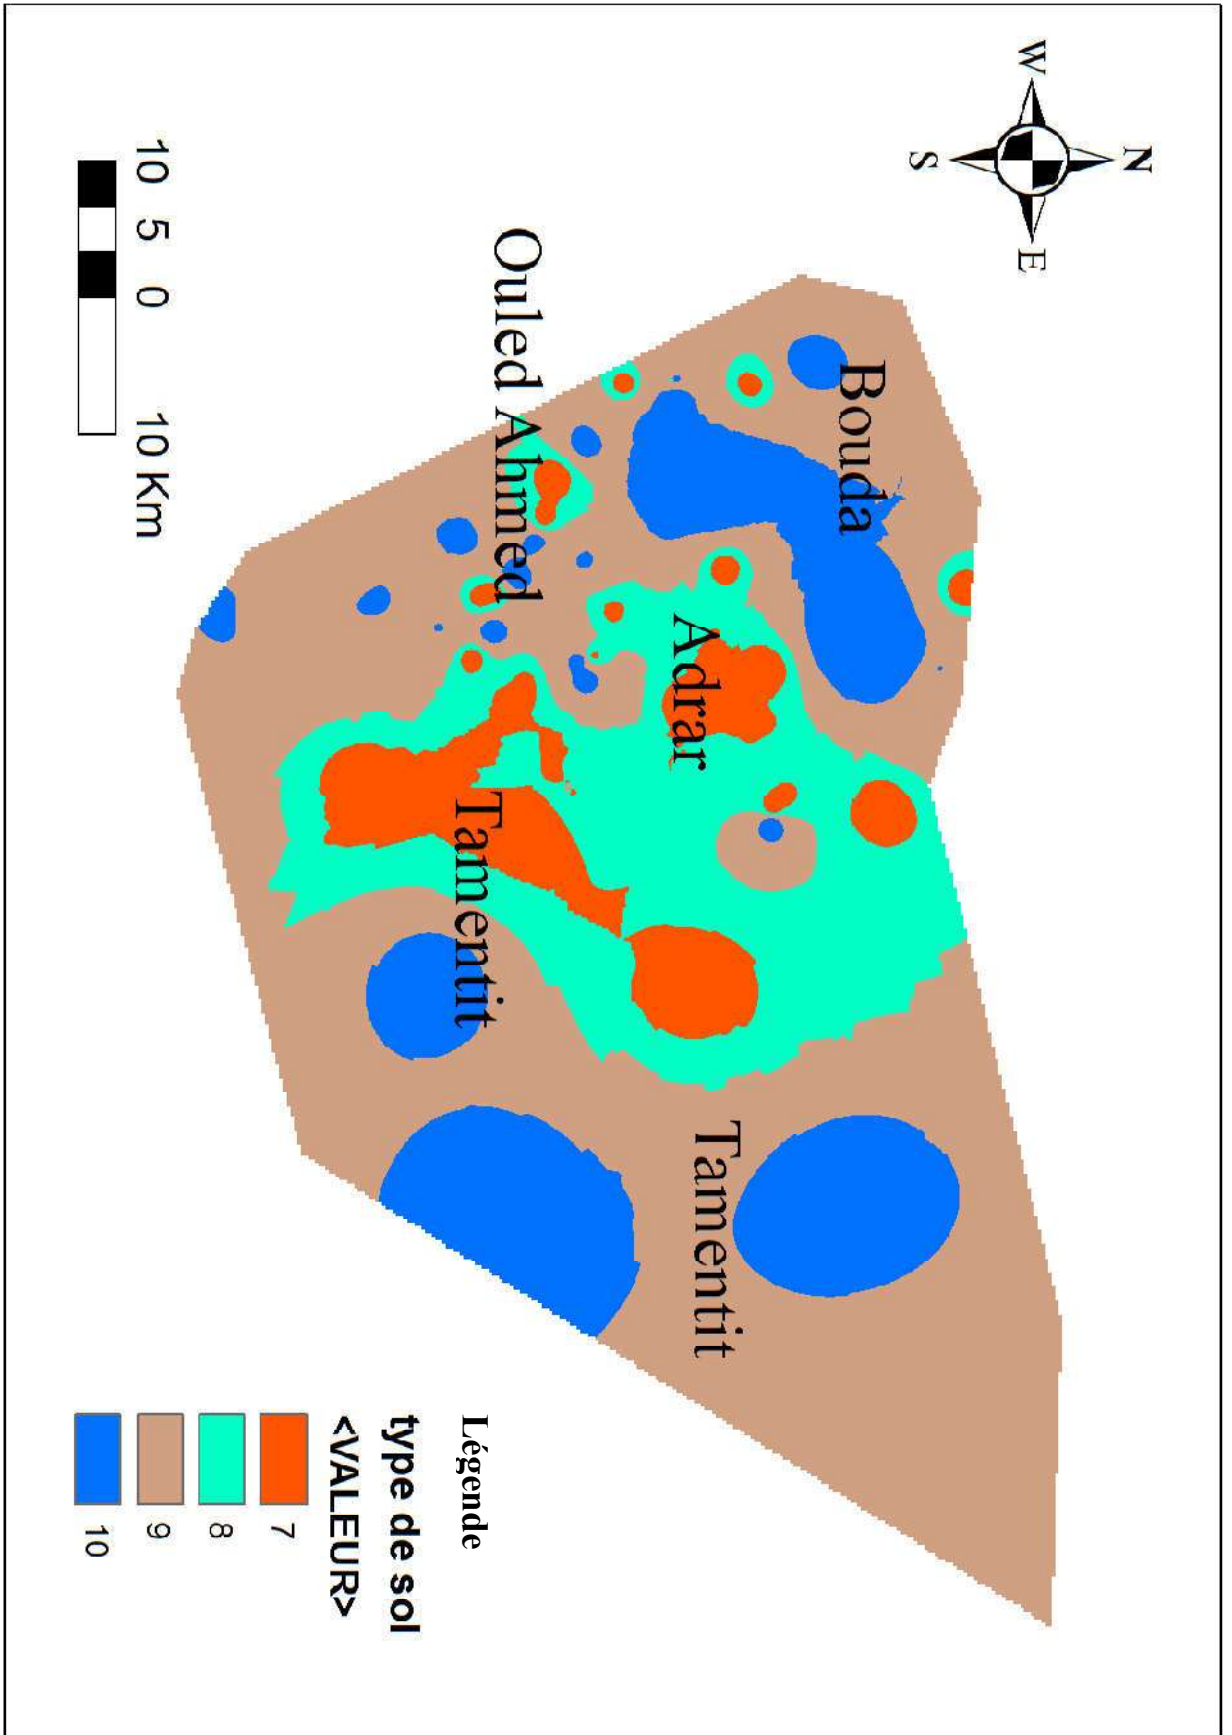 N
W
E
S
Bouda
Adrar
Ouled Ahmed
Tamentit
Tamentit
Légende
type de sol
<VALEUR>
7
8
9
10
10 5 0 10 Km